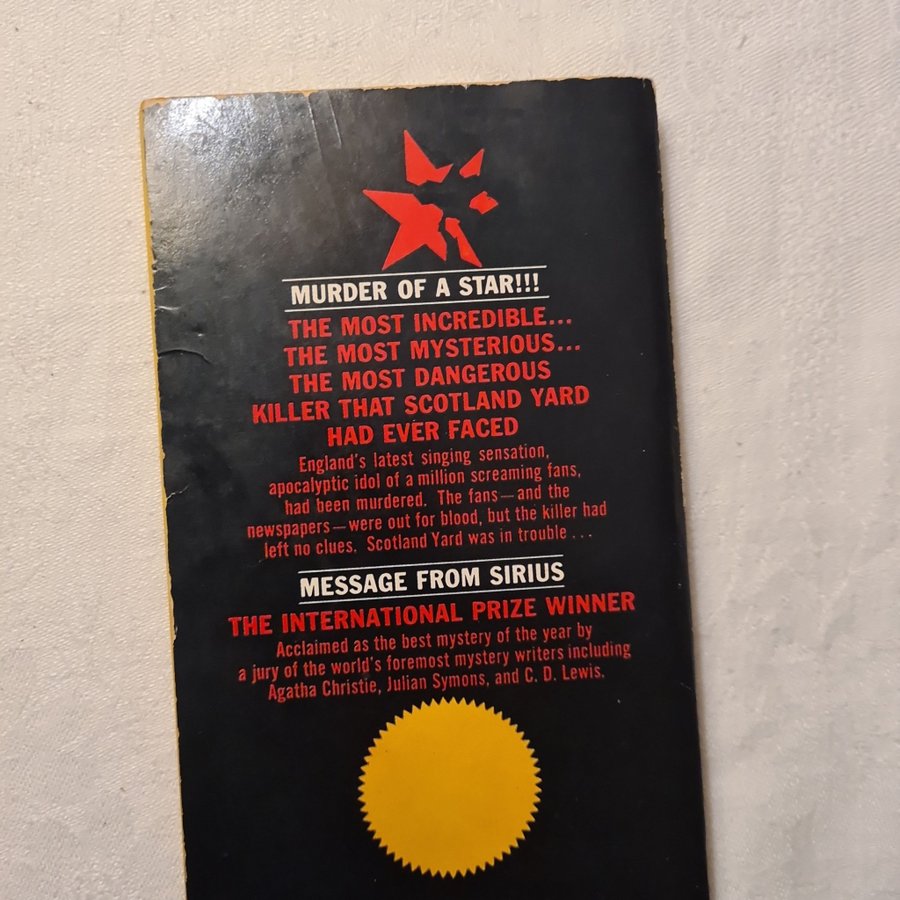 MURDER OF A STAR!!!
THE MOST INCREDIBLE...
THE MOST MYSTERIOUS...
THE MOST DANGEROUS
KILLER THAT SCOTLAND YARD
HAD EVER FACED
England's latest singing sensation,
apocalyptic idol of a million screaming fans,
had been murdered. The fans—and the
newspapers—were out for blood, but the killer had
left no clues. Scotland Yard was in trouble...
MESSAGE FROM SIRIUS
THE INTERNATIONAL PRIZE WINNER
Acclaimed as the best mystery of the year by
a jury of the world's foremost mystery writers including
Agatha Christie, Julian Symons, and C. D. Lewis.